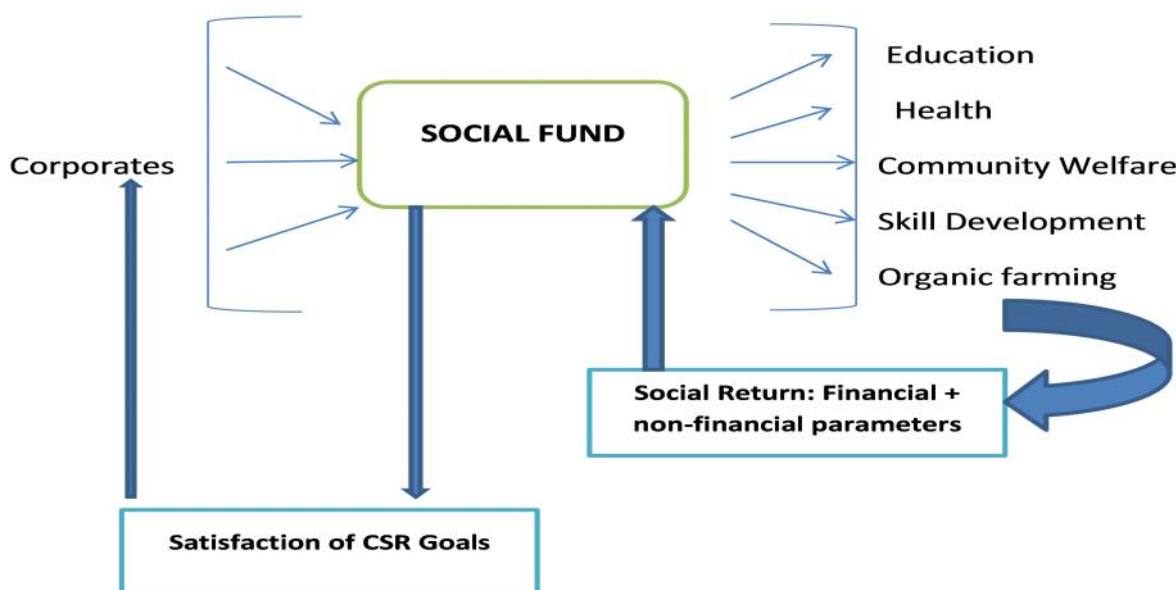 Corporates
SOCIAL FUND
Education
Health
Community Welfare
Skill Development
Organic farming
Social Return: Financial +
non-financial parameters
Satisfaction of CSR Goals